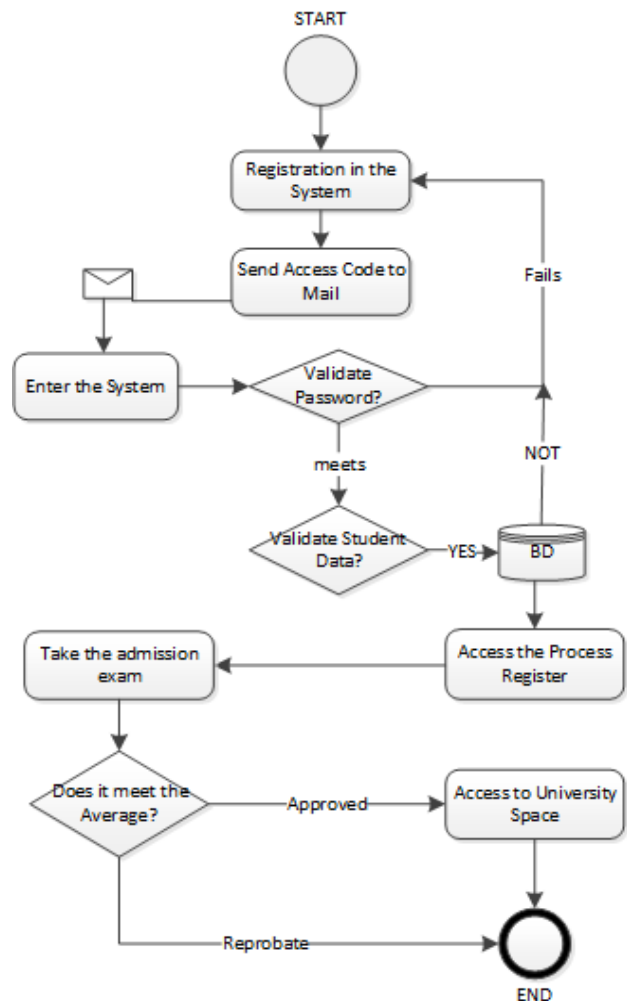 START
Registration in the
System
Send Access Code to
Mail
Fails
Enter the System
Validate
Password?
NOT
meets
Validate Student
Data?
YES
BD
Take the admission
exam
Access the Process
Register
Does it meet the
Average?
Approved
Access to University
Space
Reprobate
END